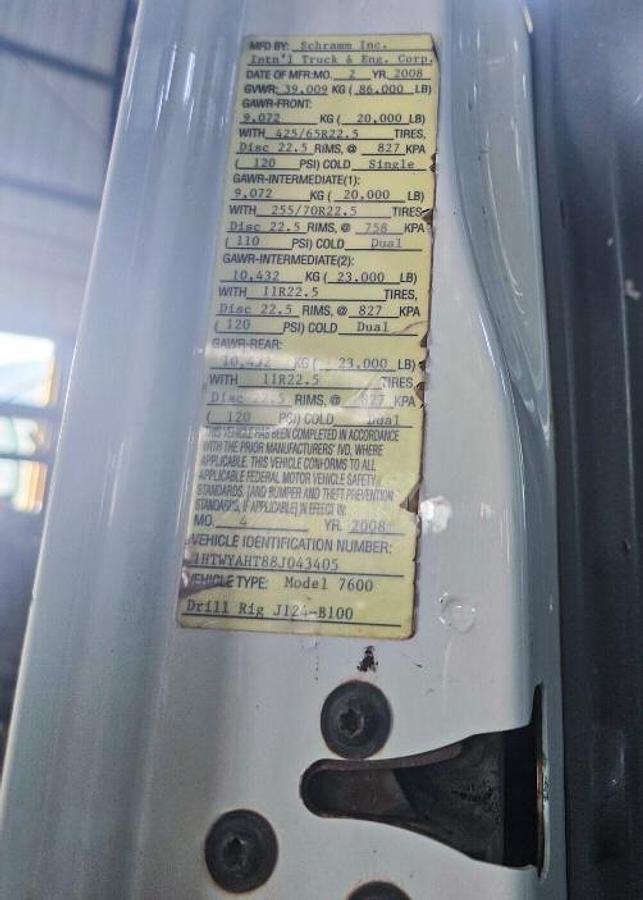 MFD BY: Schramm Inc.
Intn'l Truck & Eng. Corp.
DATE OF MFR:MO. 2 YR. 2008
GVWR: 39,009 KG ( 86,000 LB)
GAWR-FRONT:
9,072 KG ( 20,000 LB)
WITH 425/65R22.5 TIRES,
Disc 22.5 RIMS, @ 827 KPA
( 120 PSI) COLD Single
GAWR-INTERMEDIATE(1):
9,072 KG ( 20,000 LB)
WITH 255/70R22.5 TIRES
Disc 22.5 RIMS, @ 758 KPA
( 110 PSI) COLD Dual
GAWR-INTERMEDIATE(2):
10,432 KG ( 23,000 LB)
WITH 11R22.5 TIRES,
Disc 22.5 RIMS, @ 827 KPA
( 120 PSI) COLD Dual
GAWR-REAR:
10,432 KG ( 23,000 LB)
WITH 11R22.5 TIRES,
Disc 22.5 RIMS, @ 827 KPA
( 120 PSI) COLD Dual
THIS VEHICLE HAS BEEN COMPLETED IN ACCORDANCE
WITH THE PRIOR MANUFACTURERS' IVD, WHERE
APPLICABLE. THIS VEHICLE CONFORMS TO ALL
APPLICABLE FEDERAL MOTOR VEHICLE SAFETY
STANDARDS, (AND BUMPER AND THEFT PREVENTION
STANDARDS, IF APPLICABLE) IN EFFECT IN:
MO. 4 YR. 2008
VEHICLE IDENTIFICATION NUMBER:
1HTWYAHT88J043405
VEHICLE TYPE: Model 7600
Drill Rig J124-B100